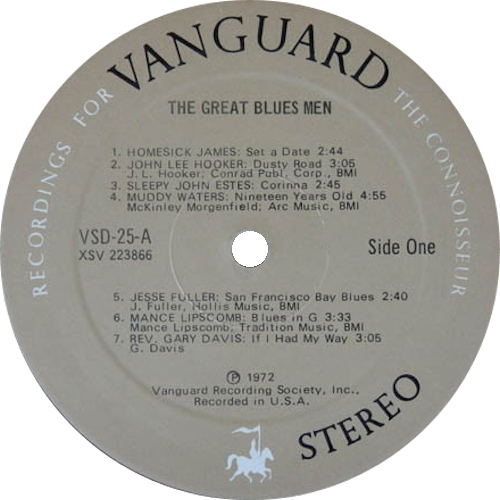 RECORDINGS FOR VANGUARD THE CONNOISSEUR
THE GREAT BLUES MEN
1. HOMESICK JAMES: Set a Date 2:44
2. JOHN LEE HOOKER: Dusty Road 3:05
J. L. Hooker; Conrad Publ. Corp., BMI
3. SLEEPY JOHN ESTES: Corinna 2:45
4. MUDDY WATERS: Nineteen Years Old 4:55
McKinley Morgenfield; Arc Music, BMI
VSD-25-A
XSV 223866
Side One
5. JESSE FULLER: San Francisco Bay Blues 2:40
J. Fuller, Hollis Music, BMI
6. MANCE LIPSCOMB: Blues in G 3:33
Mance Lipscomb; Tradition Music, BMI
7. REV. GARY DAVIS: If I Had My Way 3:05
G. Davis
Ⓟ 1972
Vanguard Recording Society, Inc.,
Recorded in U.S.A.
STEREO